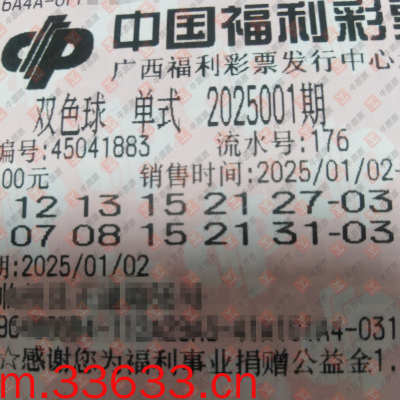 中国福利彩票
广西福利彩票发行中心
双色球 单式 2025001期
编号:45041883 流水号:176
00元 销售时间:2025/01/02-
12 13 15 21 27-03
07 08 15 21 31-03
期:2025/01/02
A4-031
☆感谢您为福利事业捐赠公益金1.
m.33633.cn